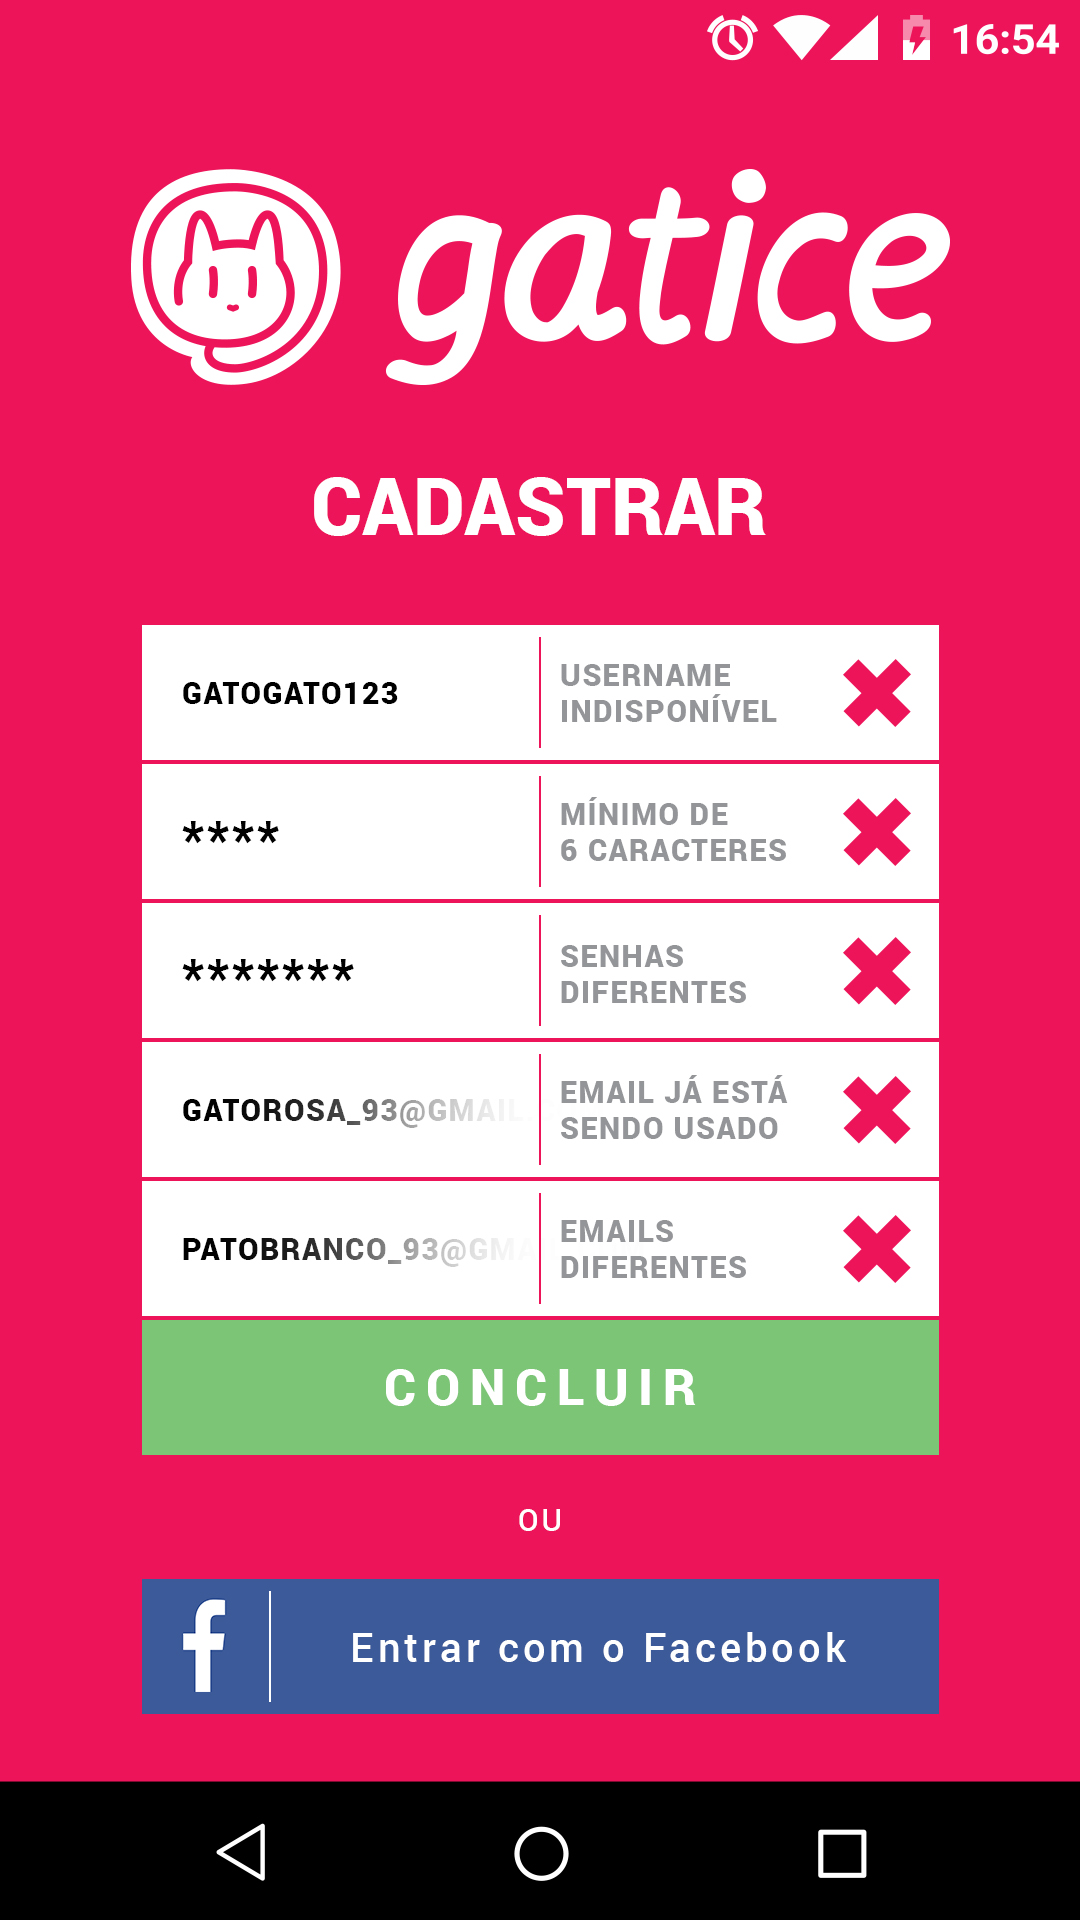 16:54
gatice
CADASTRAR
GATOGATO123
USERNAME
INDISPONÍVEL
****
MÍNIMO DE
6 CARACTERES
*******
SENHAS
DIFERENTES
GATOROSA_93@GMAIL
EMAIL JÁ ESTÁ
SENDO USADO
PATOBRANCO_93@GMA
EMAILS
DIFERENTES
CONCLUIR
OU
f
Entrar com o Facebook